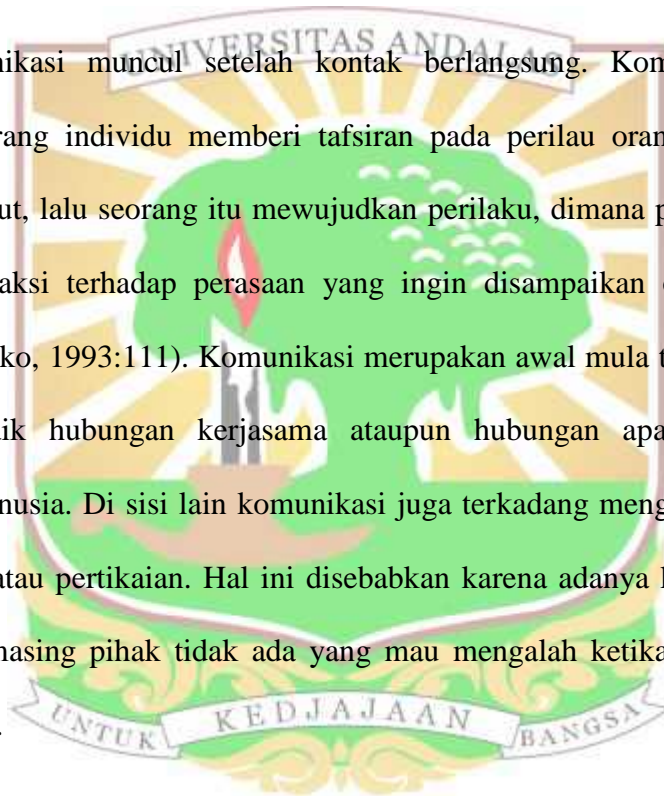 UNIVERSITAS ANDALAS
nikasi muncul setelah kontak berlangsung. Kom
rang individu memberi tafsiran pada perilau oran
ut, lalu seorang itu mewujudkan perilaku, dimana p
aksi terhadap perasaan yang ingin disampaikan
ko, 1993:111). Komunikasi merupakan awal mula t
ik hubungan kerjasama ataupun hubungan apa
nusia. Di sisi lain komunikasi juga terkadang meng
atau pertikaian. Hal ini disebabkan karena adanya
nasing pihak tidak ada yang mau mengalah ketika
.
UNTUK KEDJAJAAN BANGSA